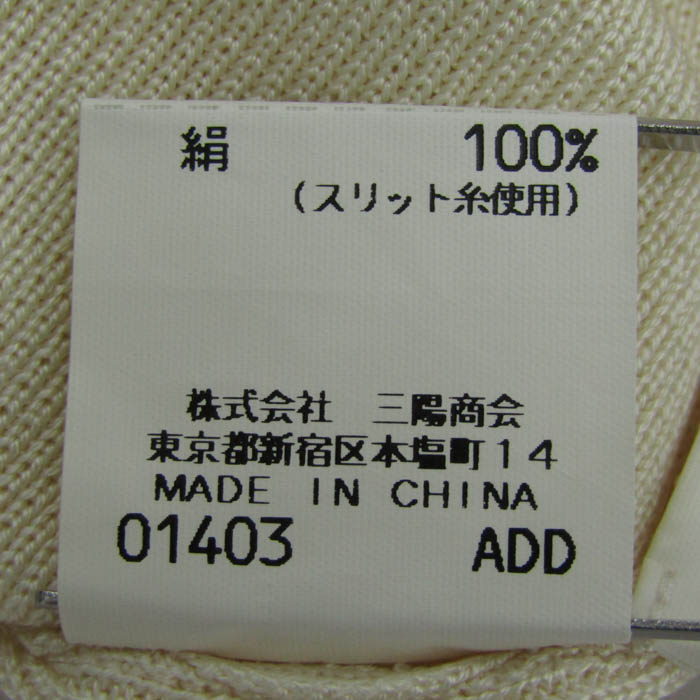 絹 100%
(スリット糸使用)
株式会社 三陽商会
東京都新宿区本塩町14
MADE IN CHINA
01403 ADD